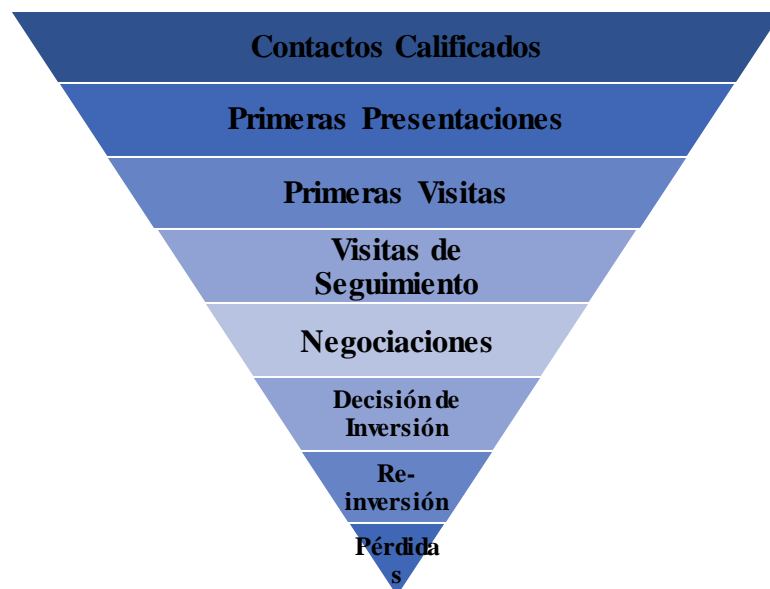 Contactos Calificados
Primeras Presentaciones
Primeras Visitas
Visitas de
Seguimiento
Negociaciones
Decisión de
Inversión
Re-
inversión
Pérdida
s